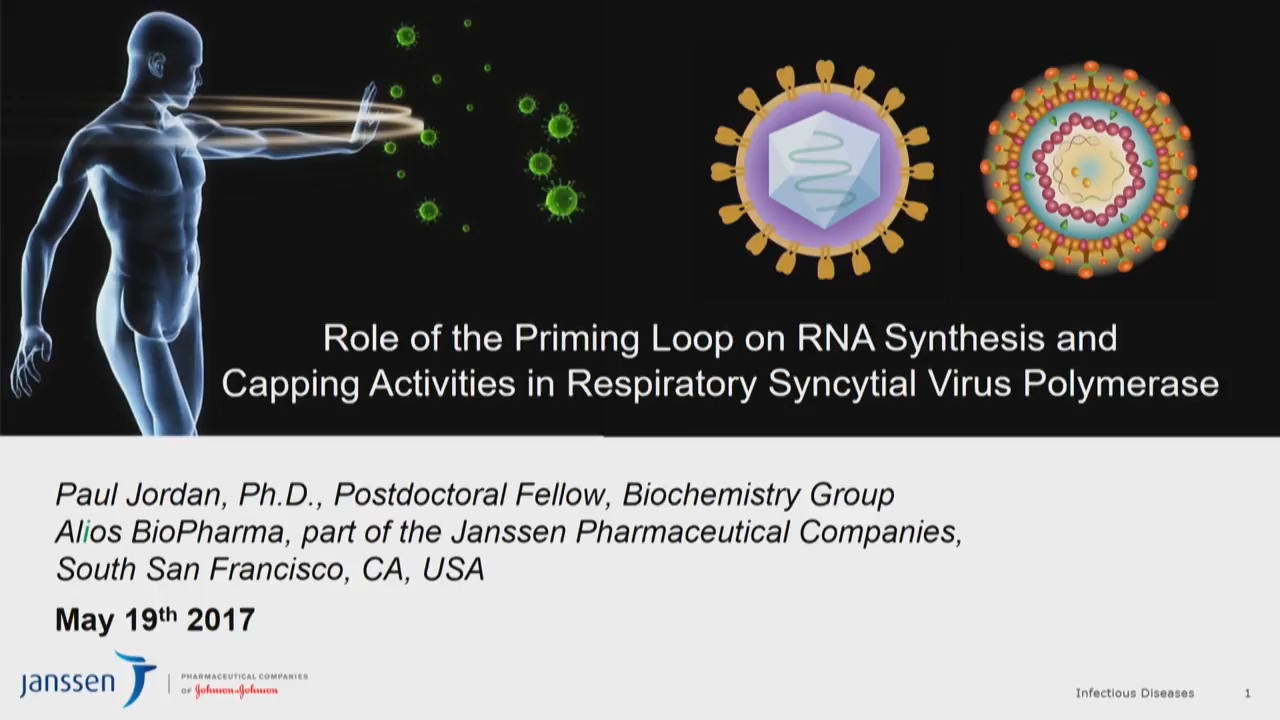 Role of the Priming Loop on RNA Synthesis and
Capping Activities in Respiratory Syncytial Virus Polymerase
Paul Jordan, Ph.D., Postdoctoral Fellow, Biochemistry Group
Alios BioPharma, part of the Janssen Pharmaceutical Companies,
South San Francisco, CA, USA
May 19th 2017
janssen
PHARMACEUTICAL COMPANIES
OF Johnson & Johnson
Infectious Diseases 1